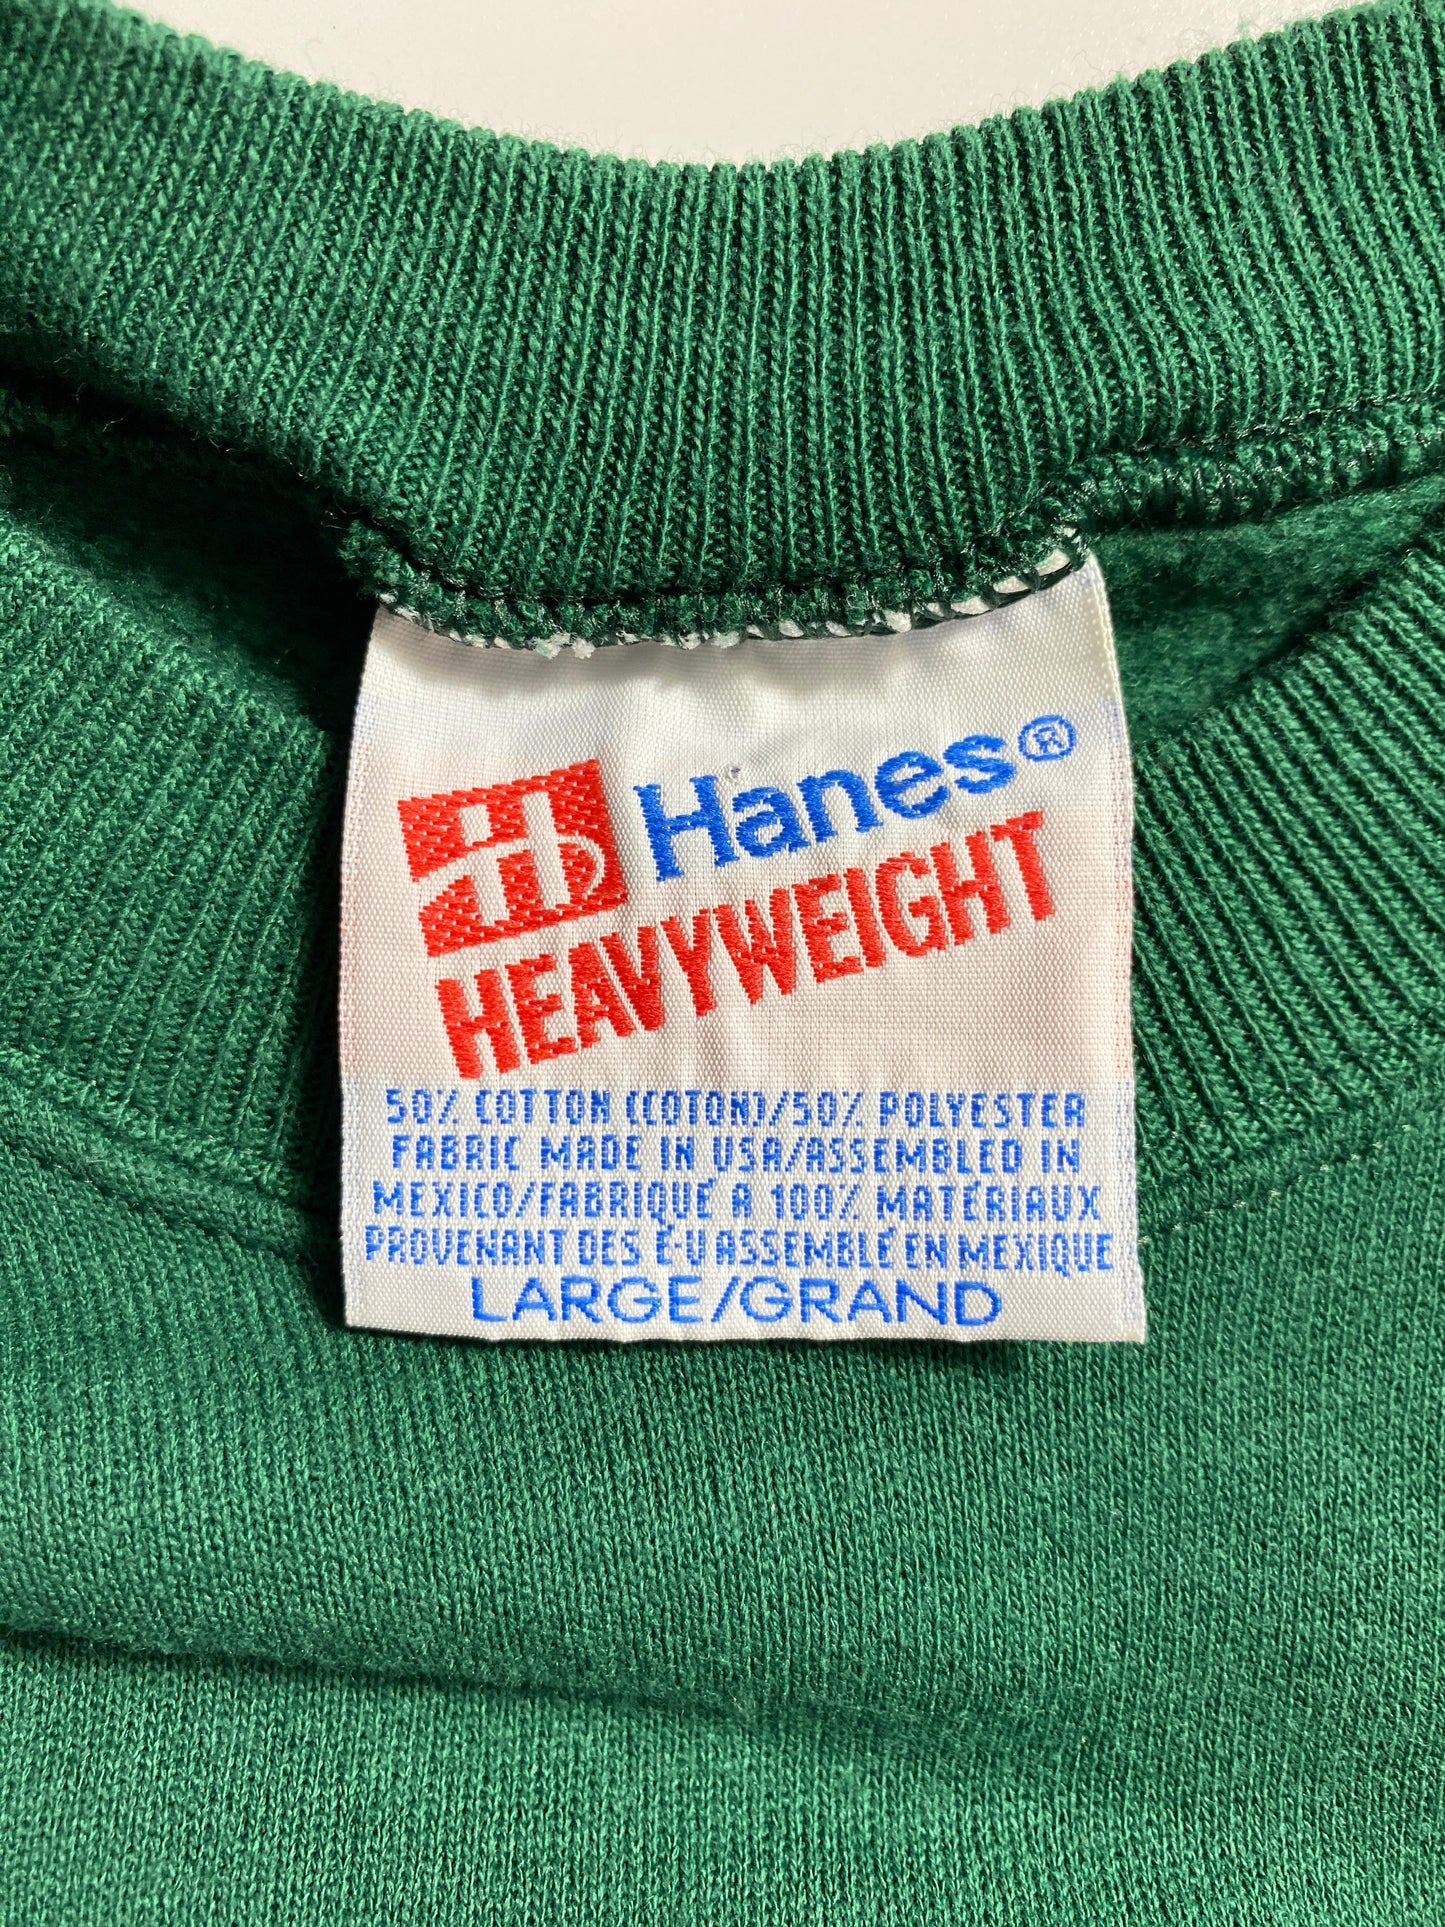 Hanes®
HEAVYWEIGHT
50% COTTON (COTON)/50% POLYESTER
FABRIC MADE IN USA/ASSEMBLED IN
MEXICO/FABRIQUÉ A 100% MATÉRIAUX
PROVENANT DES É-U ASSEMBLÉ EN MEXIQUE
LARGE/GRAND